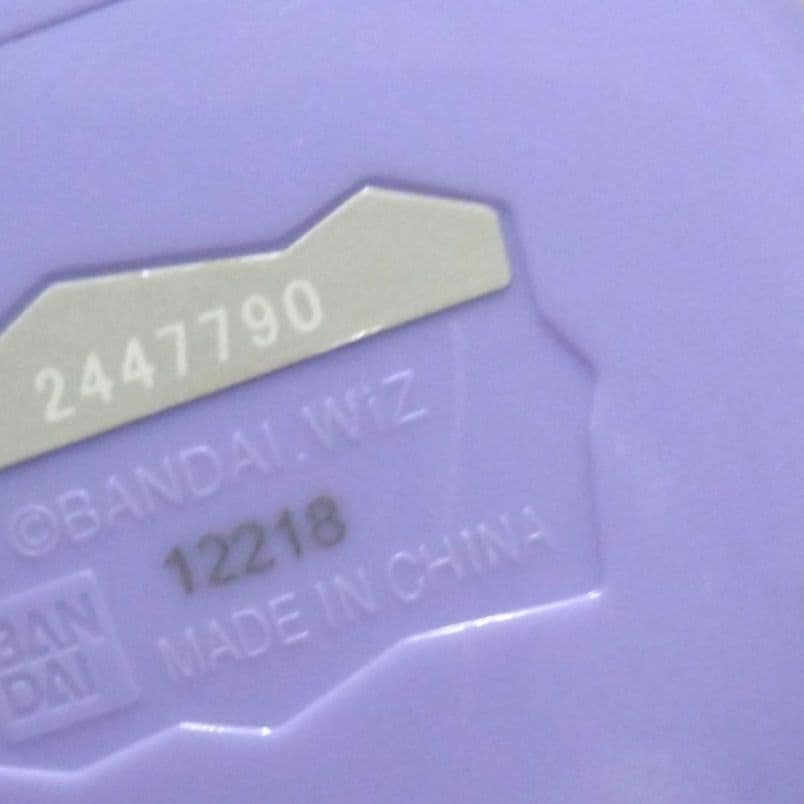 2447790
©BANDAI.WiZ
12218
MADE IN CHINA
BAN
DAI